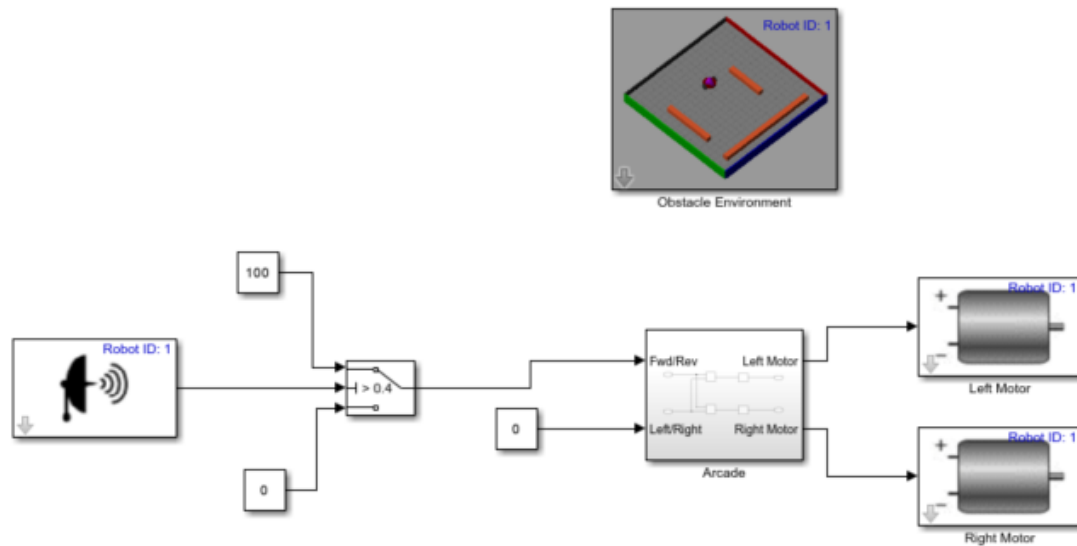 Robot ID: 1
Obstacle Environment
100
Robot ID: 1
> 0.4
0
0
Fwd/Rev
Left Motor
Left/Right
Right Motor
Arcade
Robot ID: 1
+
−
Left Motor
Robot ID: 1
+
−
Right Motor